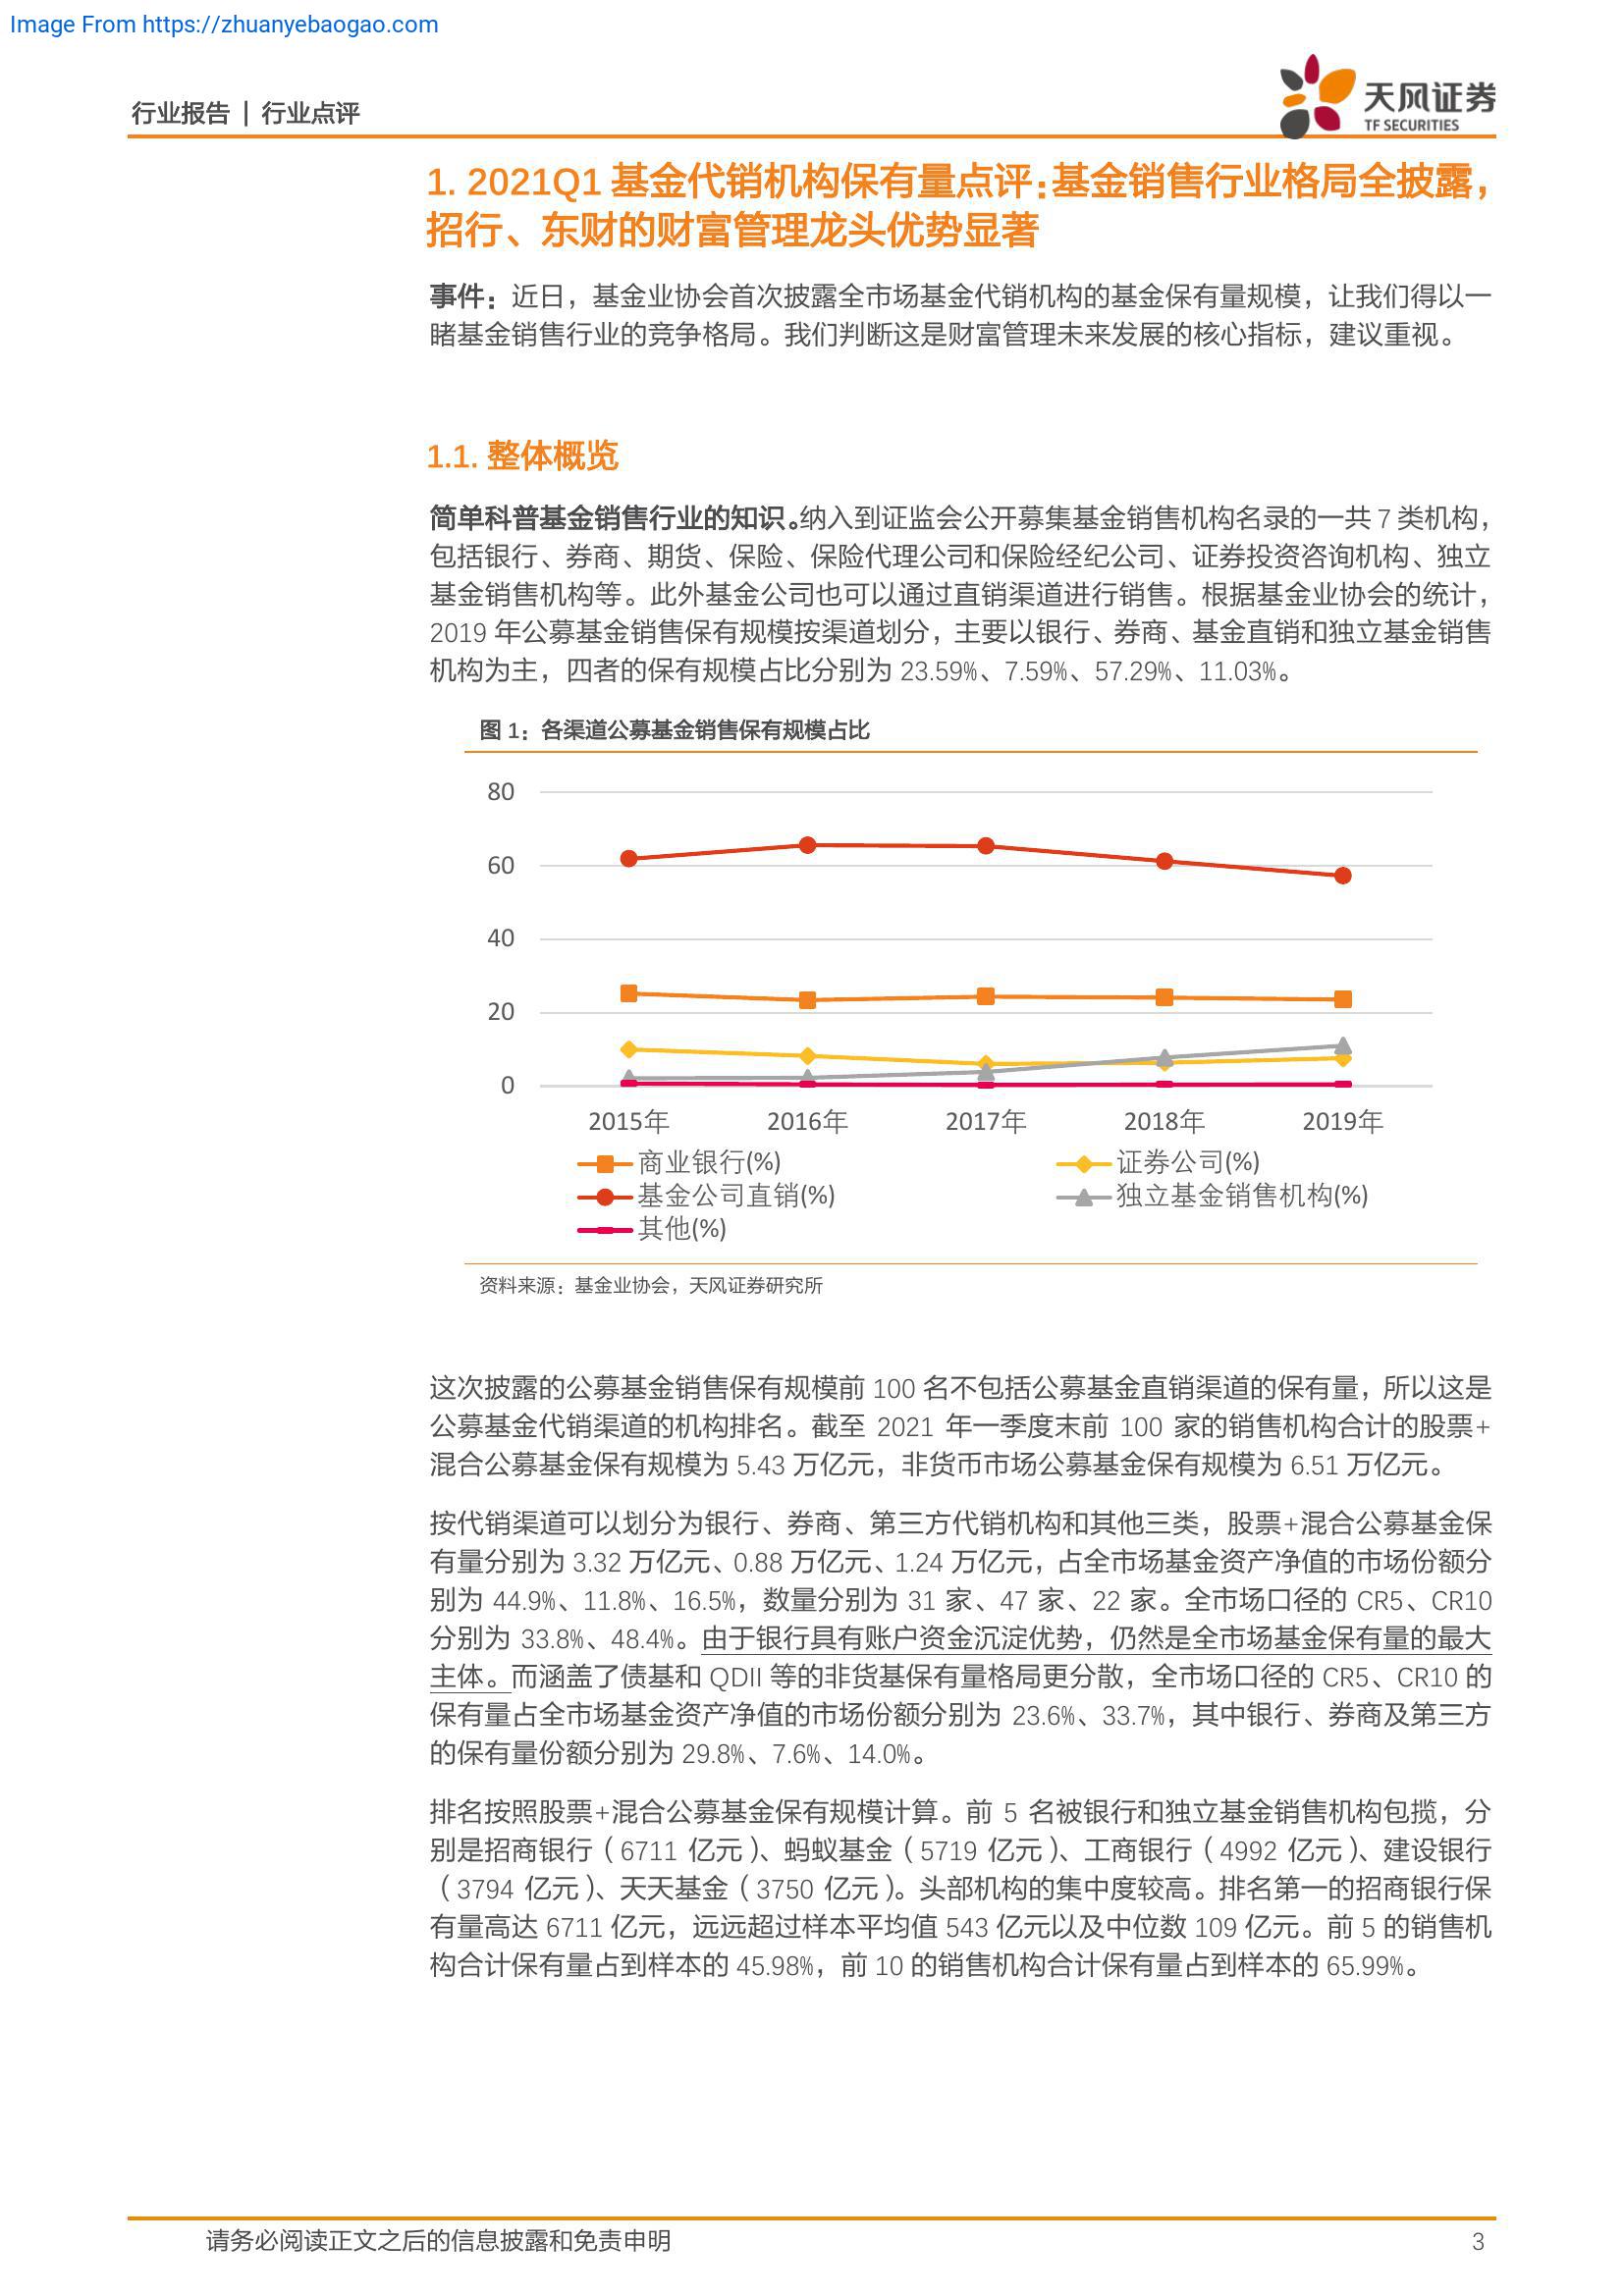 Image From https://zhuanyebaogao.com
行业报告 | 行业点评
天风证券
TF SECURITIES
1. 2021Q1 基金代销机构保有量点评：基金销售行业格局全披露，
招行、东财的财富管理龙头优势显著
事件：近日，基金业协会首次披露全市场基金代销机构的基金保有量规模，让我们得以一
睹基金销售行业的竞争格局。我们判断这是财富管理未来发展的核心指标，建议重视。
1.1. 整体概览
简单科普基金销售行业的知识。纳入到证监会公开募集基金销售机构名录的一共 7 类机构，
包括银行、券商、期货、保险、保险代理公司和保险经纪公司、证券投资咨询机构、独立
基金销售机构等。此外基金公司也可以通过直销渠道进行销售。根据基金业协会的统计，
2019 年公募基金销售保有规模按渠道划分，主要以银行、券商、基金直销和独立基金销售
机构为主，四者的保有规模占比分别为 23.59%、7.59%、57.29%、11.03%。
图 1：各渠道公募基金销售保有规模占比
80
60
40
20
0
2015年 2016年 2017年 2018年 2019年
商业银行(%) 证券公司(%)
基金公司直销(%) 独立基金销售机构(%)
其他(%)
资料来源：基金业协会，天风证券研究所
这次披露的公募基金销售保有规模前 100 名不包括公募基金直销渠道的保有量，所以这是
公募基金代销渠道的机构排名。截至 2021 年一季度末前 100 家的销售机构合计的股票+
混合公募基金保有规模为 5.43 万亿元，非货币市场公募基金保有规模为 6.51 万亿元。
按代销渠道可以划分为银行、券商、第三方代销机构和其他三类，股票+混合公募基金保
有量分别为 3.32 万亿元、0.88 万亿元、1.24 万亿元，占全市场基金资产净值的市场份额分
别为 44.9%、11.8%、16.5%，数量分别为 31 家、47 家、22 家。全市场口径的 CR5、CR10
分别为 33.8%、48.4%。由于银行具有账户资金沉淀优势，仍然是全市场基金保有量的最大
主体。而涵盖了债基和 QDII 等的非货基保有量格局更分散，全市场口径的 CR5、CR10 的
保有量占全市场基金资产净值的市场份额分别为 23.6%、33.7%，其中银行、券商及第三方
的保有量份额分别为 29.8%、7.6%、14.0%。
排名按照股票+混合公募基金保有规模计算。前 5 名被银行和独立基金销售机构包揽，分
别是招商银行（6711 亿元）、蚂蚁基金（5719 亿元）、工商银行（4992 亿元）、建设银行
（3794 亿元）、天天基金（3750 亿元）。头部机构的集中度较高。排名第一的招商银行保
有量高达 6711 亿元，远远超过样本平均值 543 亿元以及中位数 109 亿元。前 5 的销售机
构合计保有量占到样本的 45.98%，前 10 的销售机构合计保有量占到样本的 65.99%。
请务必阅读正文之后的信息披露和免责申明 3